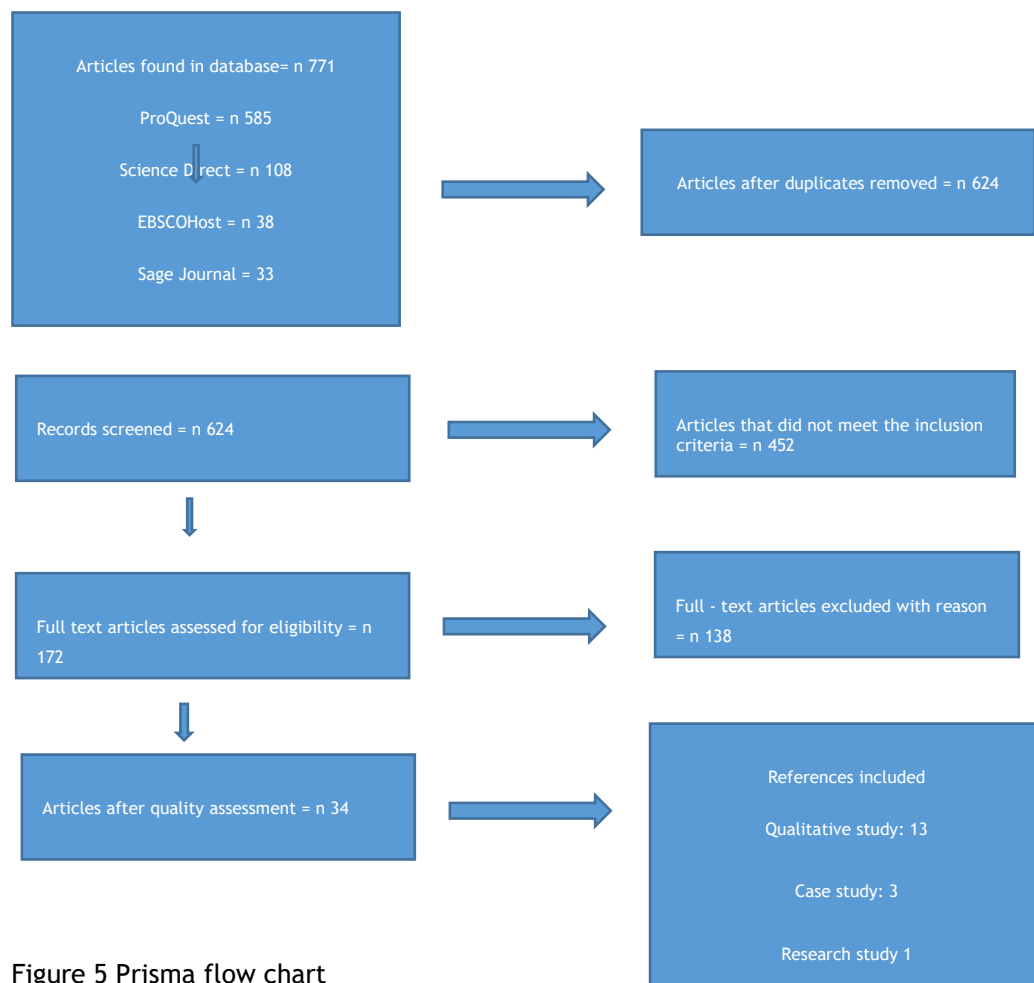 Articles found in database= n 771
ProQuest = n 585
Science Direct = n 108
EBSCOHost = n 38
Sage Journal = 33
Articles after duplicates removed = n 624
Records screened = n 624
Articles that did not meet the inclusion
criteria = n 452
Full text articles assessed for eligibility = n
172
Full - text articles excluded with reason
= n 138
Articles after quality assessment = n 34
References included
Qualitative study: 13
Case study: 3
Research study 1
Figure 5 Prisma flow chart